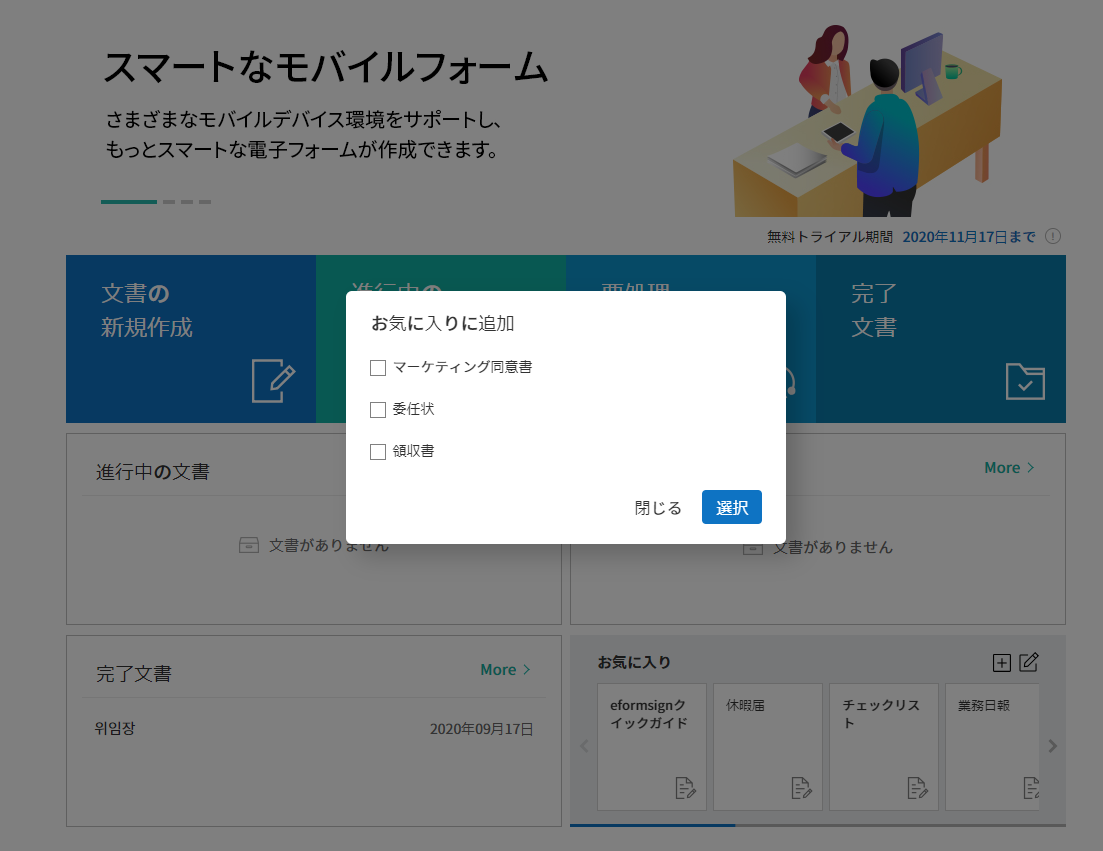 スマートなモバイルフォーム
さまざまなモバイルデバイス環境をサポートし、
もっとスマートな電子フォームが作成できます。
無料トライアル期間 2020年11月17日まで
文書の
新規作成
進行中の
要処理
完了
文書
お気に入りに追加
マーケティング同意書
委任状
領収書
閉じる
選択
進行中の文書
More
文書がありません
文書がありません
完了文書
More
위임장
2020年09月17日
お気に入り
eformsignク
イックガイド
休暇届
チェックリス
ト
業務日報